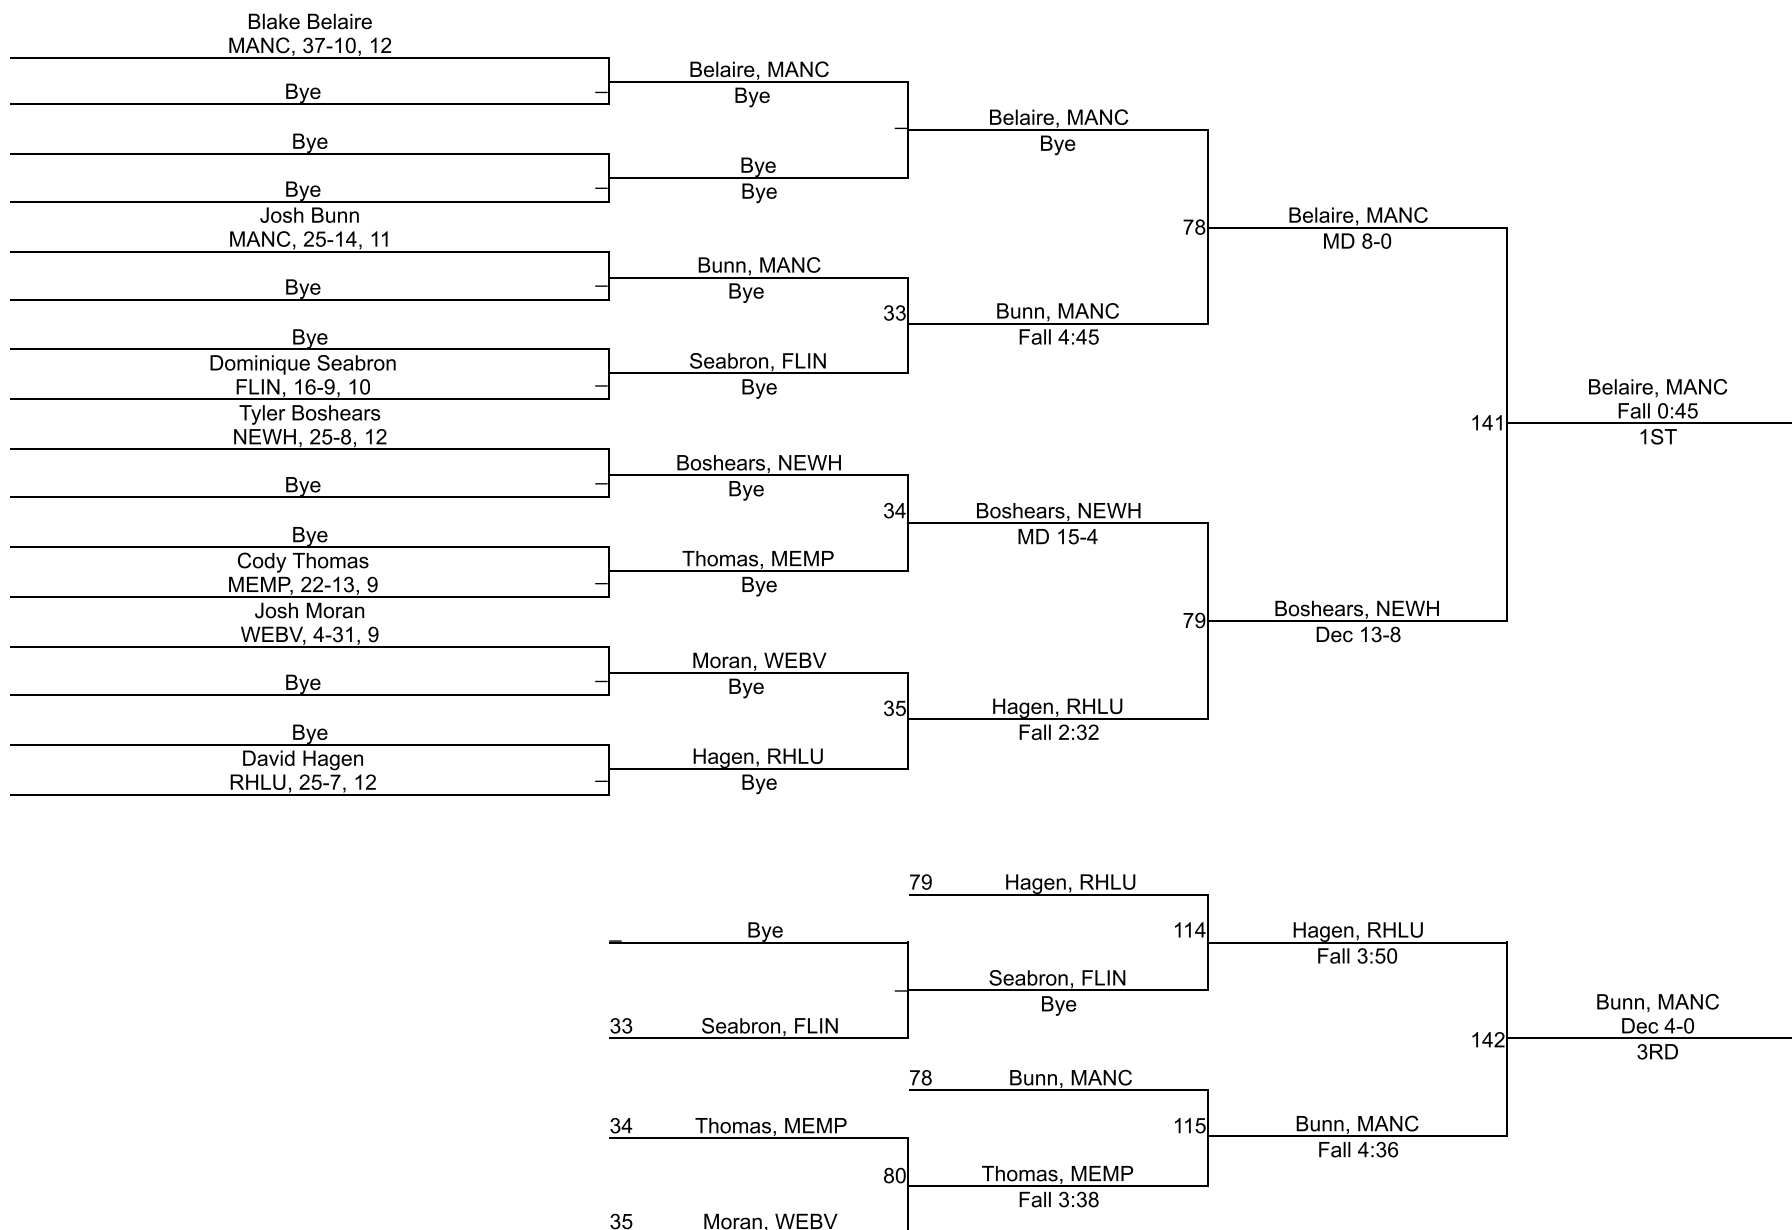 Blake Belaire
MANC, 37-10, 12
Bye
Bye
Bye
Josh Bunn
MANC, 25-14, 11
Bye
Bye
Dominique Seabron
FLIN, 16-9, 10
Tyler Boshears
NEWH, 25-8, 12
Bye
Bye
Cody Thomas
MEMP, 22-13, 9
Josh Moran
WEBV, 4-31, 9
Bye
Bye
David Hagen
RHLU, 25-7, 12
Belaire, MANC
Bye
Bye
Bye
Bunn, MANC
Bye
33
Seabron, FLIN
Bye
Boshears, NEWH
Bye
34
Thomas, MEMP
Bye
Moran, WEBV
Bye
35
Hagen, RHLU
Bye
Belaire, MANC
Bye
78
Bunn, MANC
Fall 4:45
Boshears, NEWH
MD 15-4
79
Hagen, RHLU
Fall 2:32
Belaire, MANC
MD 8-0
141
Boshears, NEWH
Dec 13-8
Belaire, MANC
Fall 0:45
1ST
79 Hagen, RHLU
Bye
114
Seabron, FLIN
Bye
33 Seabron, FLIN
Hagen, RHLU
Fall 3:50
78 Bunn, MANC
34 Thomas, MEMP
115
80
Thomas, MEMP
Fall 3:38
35 Moran, WEBV
Bunn, MANC
Fall 4:36
142
Bunn, MANC
Dec 4-0
3RD